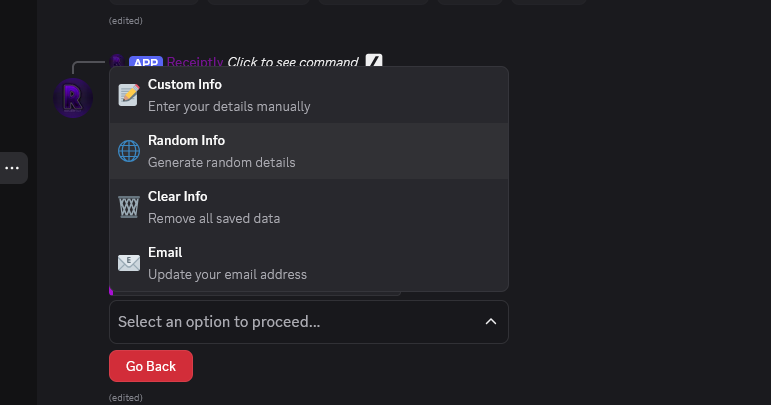 (edited)
APP Receiptly Click to see command
Custom Info
Enter your details manually
Random Info
Generate random details
Clear Info
Remove all saved data
Email
Update your email address
Select an option to proceed...
Go Back
(edited)